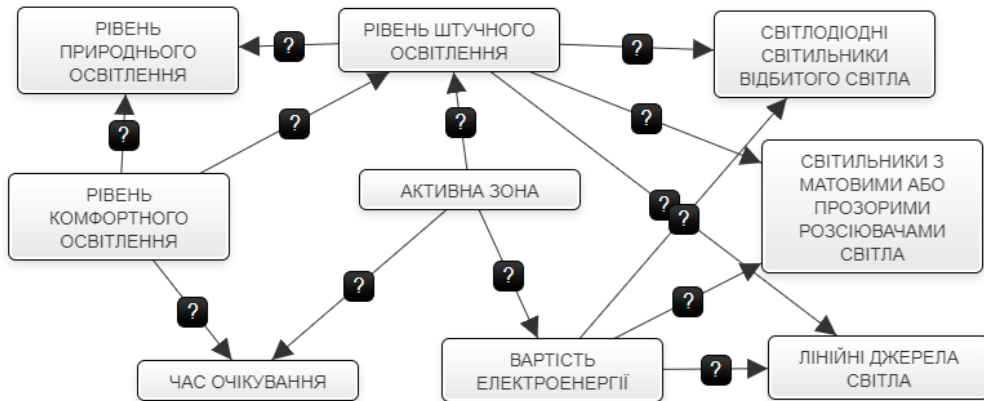 РІВЕНЬ
ПРИРОДНЬОГО
ОСВІТЛЕННЯ
?
РІВЕНЬ ШТУЧНОГО
ОСВІТЛЕННЯ
?
СВІТЛОДІОДНІ
СВІТИЛЬНИКИ
ВІДБИТОГО СВІТЛА
?
?
?
?
РІВЕНЬ
КОМФОРТНОГО
ОСВІТЛЕННЯ
АКТИВНА ЗОНА
СВІТИЛЬНИКИ З
МАТОВИМИ АБО
ПРОЗОРИМИ
РОЗСІЮВАЧАМИ
СВІТЛА
?
?
?
?
?
?
ЧАС ОЧІКУВАННЯ
ВАРТІСТЬ
ЕЛЕКТРОЕНЕРГІЇ
?
ЛІНІЙНІ ДЖЕРЕЛА
СВІТЛА